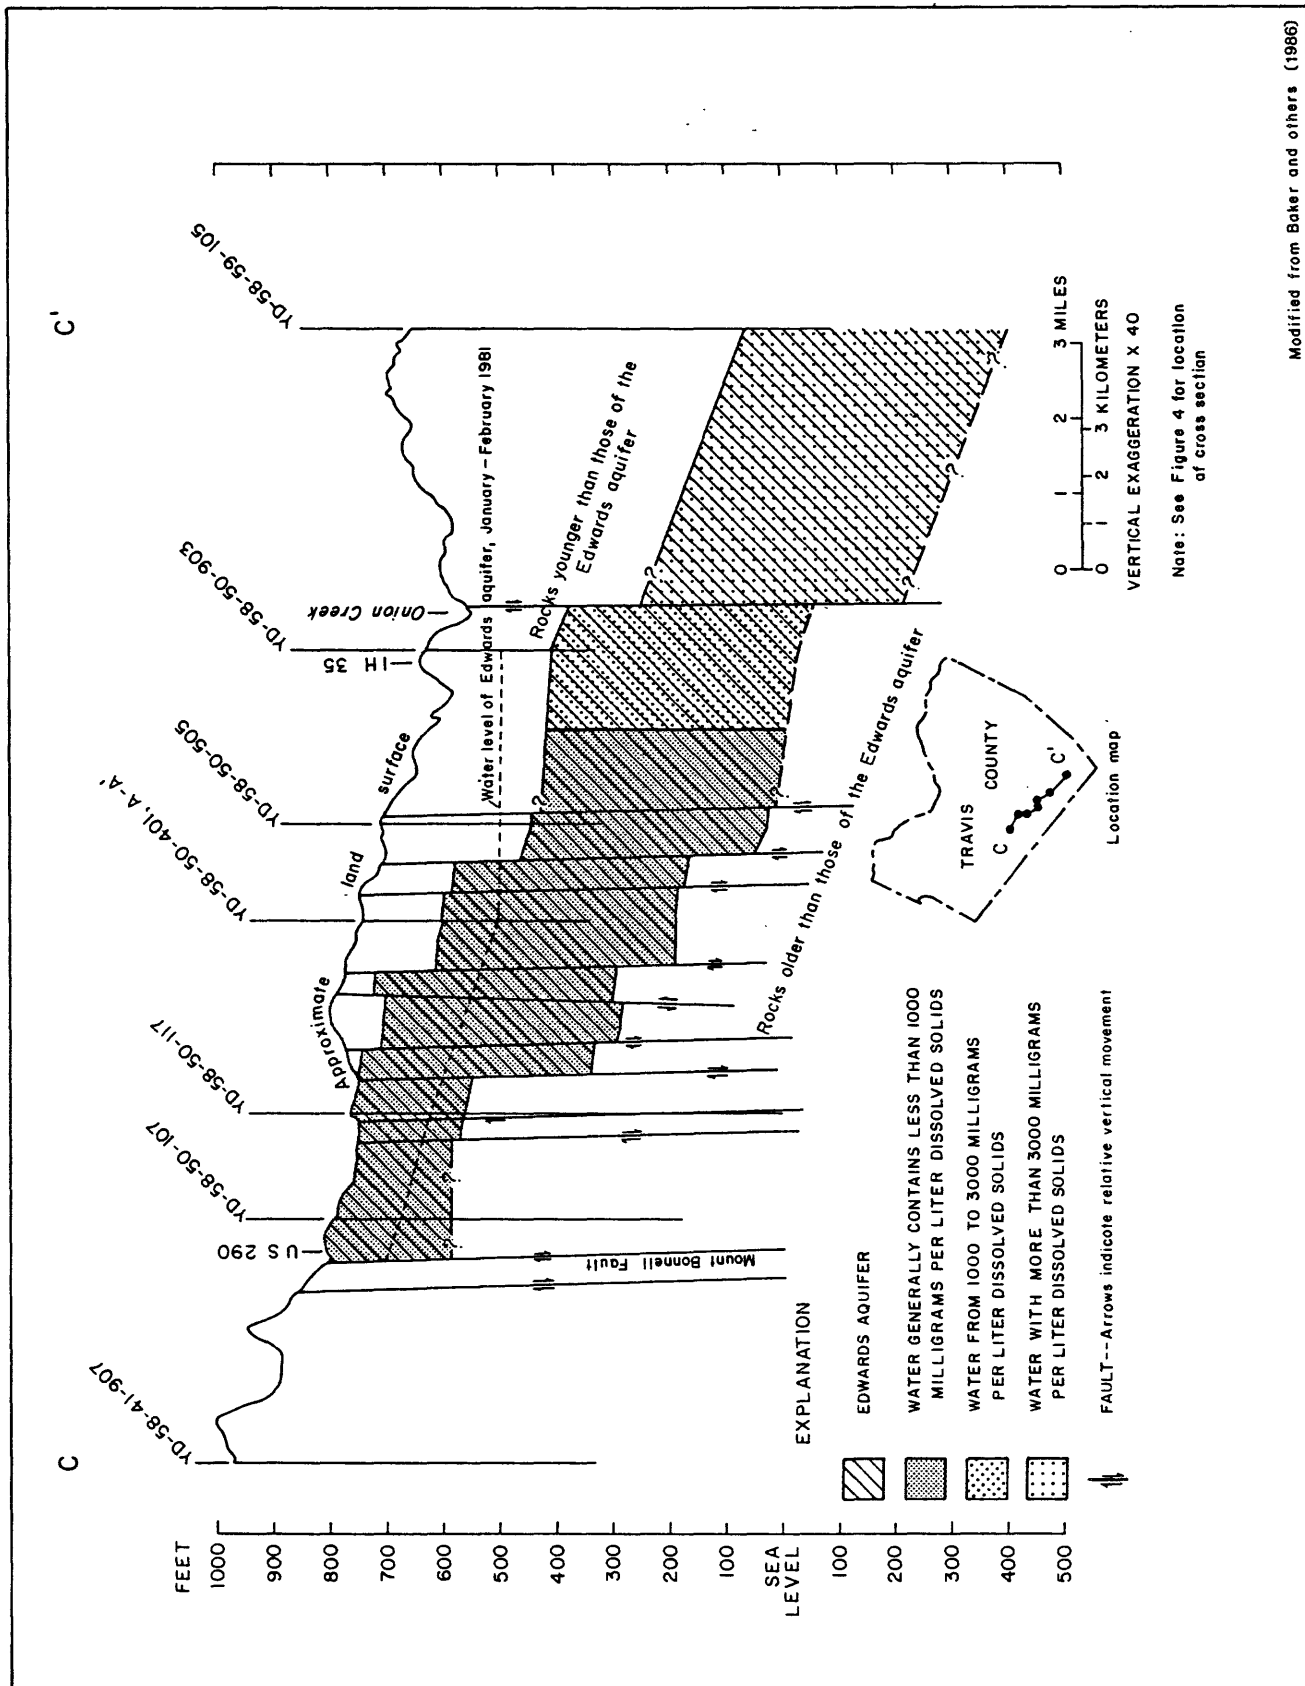 C
C'
YD-58-41-907
US 290
YD-58-50-107
YD-58-50-117
YD-58-50-401, A-A'
YD-58-50-505
IH 35
YD-58-50-903
Onion Creek
YD-58-59-105
FEET
1000
900
800
700
600
500
400
300
200
100
SEA
LEVEL
100
200
300
400
500
Approximate land surface
Water level of Edwards aquifer, January-February 1981
Rocks younger than those of the
Edwards aquifer
Rocks older than those of the Edwards aquifer
Mount Bonnell Fault
?
?
?
?
?
?
?
?
?
?
EXPLANATION
EDWARDS AQUIFER
WATER GENERALLY CONTAINS LESS THAN 1000
MILLIGRAMS PER LITER DISSOLVED SOLIDS
WATER FROM 1000 TO 3000 MILLIGRAMS
PER LITER DISSOLVED SOLIDS
WATER WITH MORE THAN 3000 MILLIGRAMS
PER LITER DISSOLVED SOLIDS
FAULT--Arrows indicate relative vertical movement
TRAVIS
COUNTY
C
C'
Location map
0 1 2 3 MILES
0 1 2 3 KILOMETERS
VERTICAL EXAGGERATION X 40
Note: See Figure 4 for location
of cross section
Modified from Baker and others (1986)